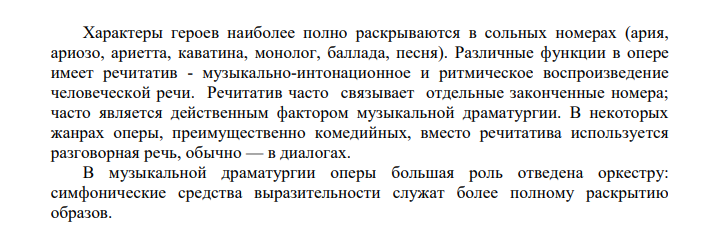 Характеры героев наиболее полно раскрываются в сольных номерах (ария,
ариозо, ариетта, каватина, монолог, баллада, песня). Различные функции в опере
имеет речитатив - музыкально-интонационное и ритмическое воспроизведение
человеческой речи. Речитатив часто связывает отдельные законченные номера;
часто является действенным фактором музыкальной драматургии. В некоторых
жанрах оперы, преимущественно комедийных, вместо речитатива используется
разговорная речь, обычно — в диалогах.
В музыкальной драматургии оперы большая роль отведена оркестру:
симфонические средства выразительности служат более полному раскрытию
образов.